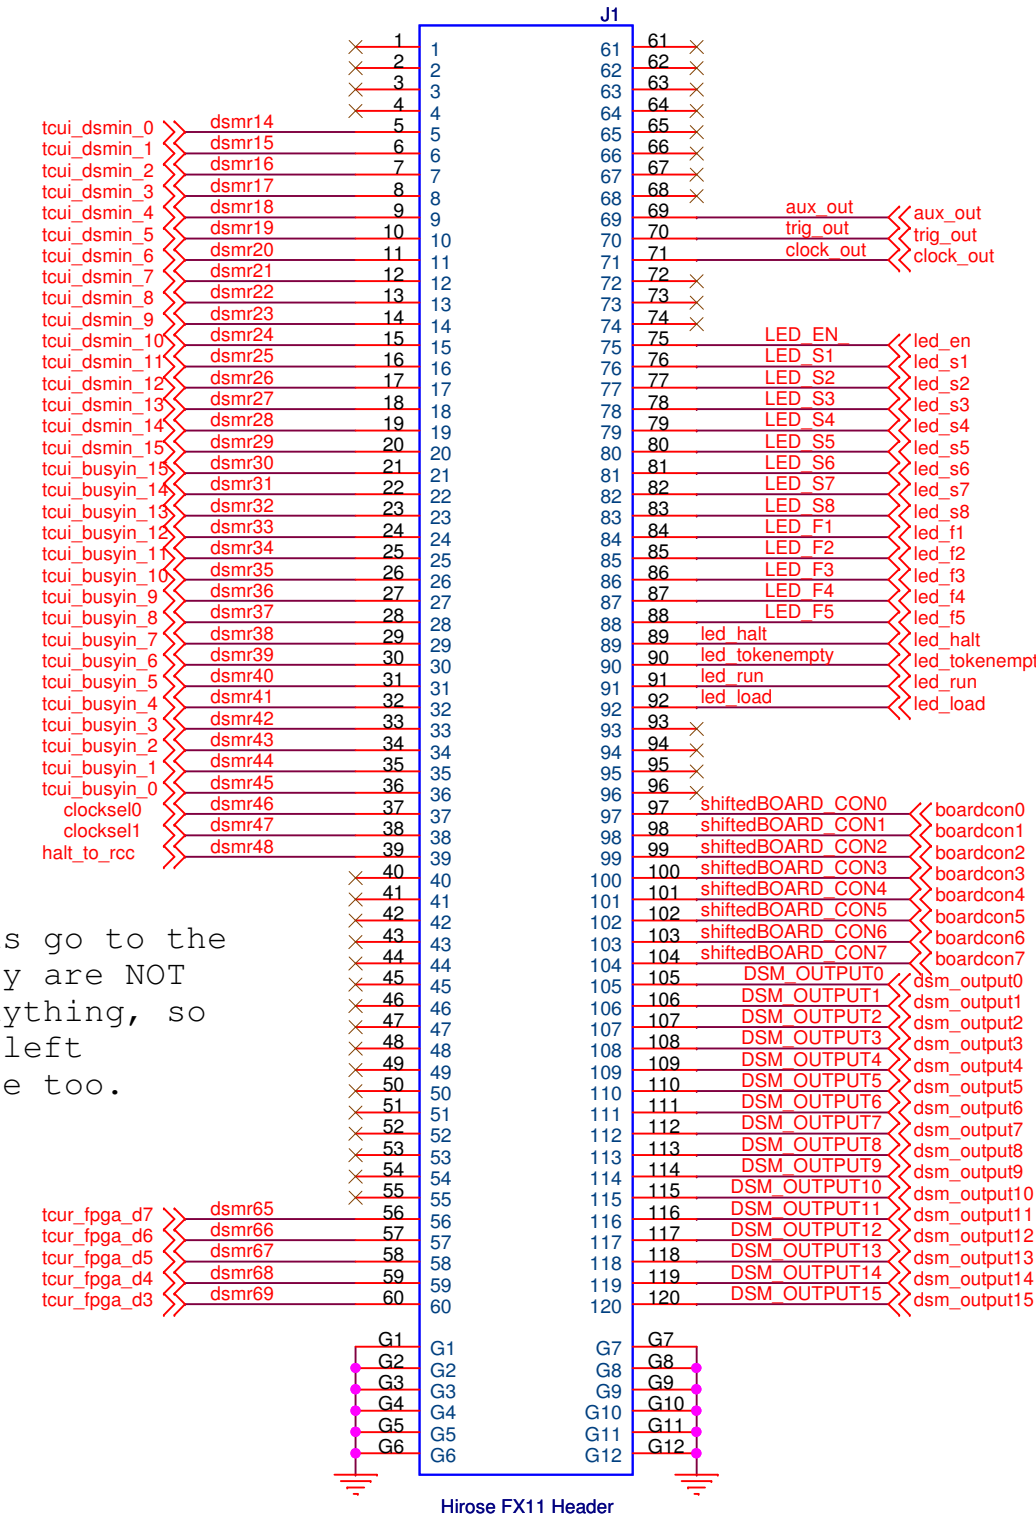 J1
1 1 61 61
2 2 62 62
3 3 63 63
4 4 64 64
tcui_dsmin_0 dsmr14 5 5 65 65
tcui_dsmin_1 dsmr15 6 6 66 66
tcui_dsmin_2 dsmr16 7 7 67 67
tcui_dsmin_3 dsmr17 8 8 68 68
tcui_dsmin_4 dsmr18 9 9 69 69 aux_out aux_out
tcui_dsmin_5 dsmr19 10 10 70 70 trig_out trig_out
tcui_dsmin_6 dsmr20 11 11 71 71 clock_out clock_out
tcui_dsmin_7 dsmr21 12 12 72 72
tcui_dsmin_8 dsmr22 13 13 73 73
tcui_dsmin_9 dsmr23 14 14 74 74
tcui_dsmin_10 dsmr24 15 15 75 75 LED_EN_ led_en
tcui_dsmin_11 dsmr25 16 16 76 76 LED_S1 led_s1
tcui_dsmin_12 dsmr26 17 17 77 77 LED_S2 led_s2
tcui_dsmin_13 dsmr27 18 18 78 78 LED_S3 led_s3
tcui_dsmin_14 dsmr28 19 19 79 79 LED_S4 led_s4
tcui_dsmin_15 dsmr29 20 20 80 80 LED_S5 led_s5
tcui_busyin_15 dsmr30 21 21 81 81 LED_S6 led_s6
tcui_busyin_14 dsmr31 22 22 82 82 LED_S7 led_s7
tcui_busyin_13 dsmr32 23 23 83 83 LED_S8 led_s8
tcui_busyin_12 dsmr33 24 24 84 84 LED_F1 led_f1
tcui_busyin_11 dsmr34 25 25 85 85 LED_F2 led_f2
tcui_busyin_10 dsmr35 26 26 86 86 LED_F3 led_f3
tcui_busyin_9 dsmr36 27 27 87 87 LED_F4 led_f4
tcui_busyin_8 dsmr37 28 28 88 88 LED_F5 led_f5
tcui_busyin_7 dsmr38 29 29 89 89 led_halt led_halt
tcui_busyin_6 dsmr39 30 30 90 90 led_tokenempty led_tokenempt
tcui_busyin_5 dsmr40 31 31 91 91 led_run led_run
tcui_busyin_4 dsmr41 32 32 92 92 led_load led_load
tcui_busyin_3 dsmr42 33 33 93 93
tcui_busyin_2 dsmr43 34 34 94 94
tcui_busyin_1 dsmr44 35 35 95 95
tcui_busyin_0 dsmr45 36 36 96 96
clocksel0 dsmr46 37 37 97 97 shiftedBOARD_CON0 boardcon0
clocksel1 dsmr47 38 38 98 98 shiftedBOARD_CON1 boardcon1
halt_to_rcc dsmr48 39 39 99 99 shiftedBOARD_CON2 boardcon2
40 40 100 100 shiftedBOARD_CON3 boardcon3
41 41 101 101 shiftedBOARD_CON4 boardcon4
42 42 102 102 shiftedBOARD_CON5 boardcon5
43 43 103 103 shiftedBOARD_CON6 boardcon6
44 44 104 104 shiftedBOARD_CON7 boardcon7
45 45 105 105 DSM_OUTPUT0 dsm_output0
46 46 106 106 DSM_OUTPUT1 dsm_output1
47 47 107 107 DSM_OUTPUT2 dsm_output2
48 48 108 108 DSM_OUTPUT3 dsm_output3
49 49 109 109 DSM_OUTPUT4 dsm_output4
50 50 110 110 DSM_OUTPUT5 dsm_output5
51 51 111 111 DSM_OUTPUT6 dsm_output6
52 52 112 112 DSM_OUTPUT7 dsm_output7
53 53 113 113 DSM_OUTPUT8 dsm_output8
54 54 114 114 DSM_OUTPUT9 dsm_output9
55 55 115 115 DSM_OUTPUT10 dsm_output10
tcur_fpga_d7 dsmr65 56 56 116 116 DSM_OUTPUT11 dsm_output11
tcur_fpga_d6 dsmr66 57 57 117 117 DSM_OUTPUT12 dsm_output12
tcur_fpga_d5 dsmr67 58 58 118 118 DSM_OUTPUT13 dsm_output13
tcur_fpga_d4 dsmr68 59 59 119 119 DSM_OUTPUT14 dsm_output14
tcur_fpga_d3 dsmr69 60 60 120 120 DSM_OUTPUT15 dsm_output15
G1 G1 G7 G7
G2 G2 G8 G8
G3 G3 G9 G9
G4 G4 G10 G10
G5 G5 G11 G11
G6 G6 G12 G12
Hirose FX11 Header
s go to the
y are NOT
ything, so
left
e too.